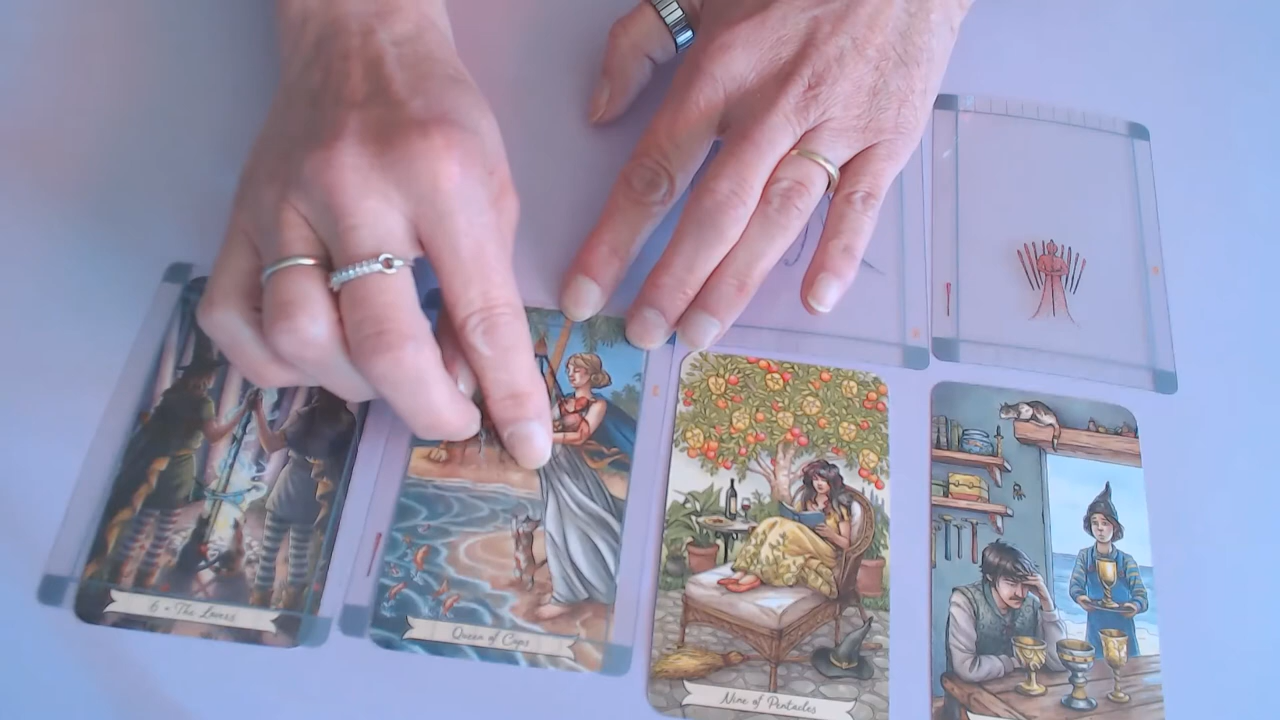 6 • The Lovers
Queen of Cups
Nine of Pentacles